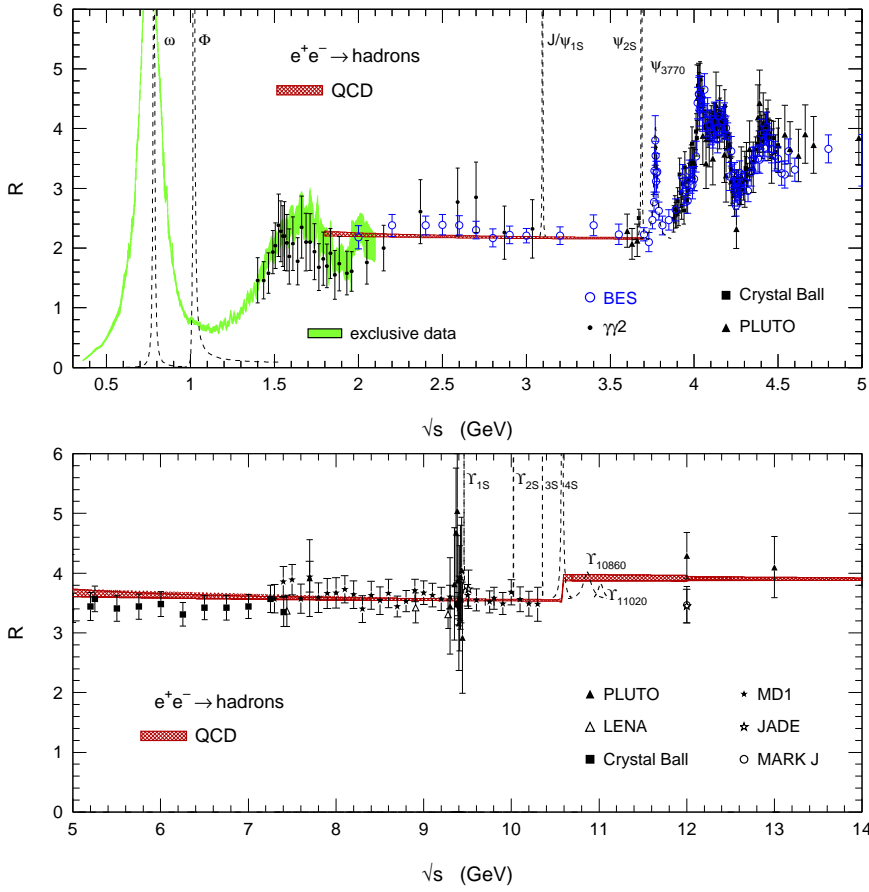 6
5
4
3
2
1
0
R
ω Φ J/ψ1S ψ2S
ψ3770
e+e− → hadrons
QCD
exclusive data
BES
γγ2
Crystal Ball
PLUTO
0.5 1 1.5 2 2.5 3 3.5 4 4.5 5
√s (GeV)
6
5
4
3
2
1
0
R
ϒ1S ϒ2S 3S 4S
ϒ10860
ϒ11020
e+e− → hadrons
QCD
PLUTO
LENA
Crystal Ball
MD1
JADE
MARK J
5 6 7 8 9 10 11 12 13 14
√s (GeV)